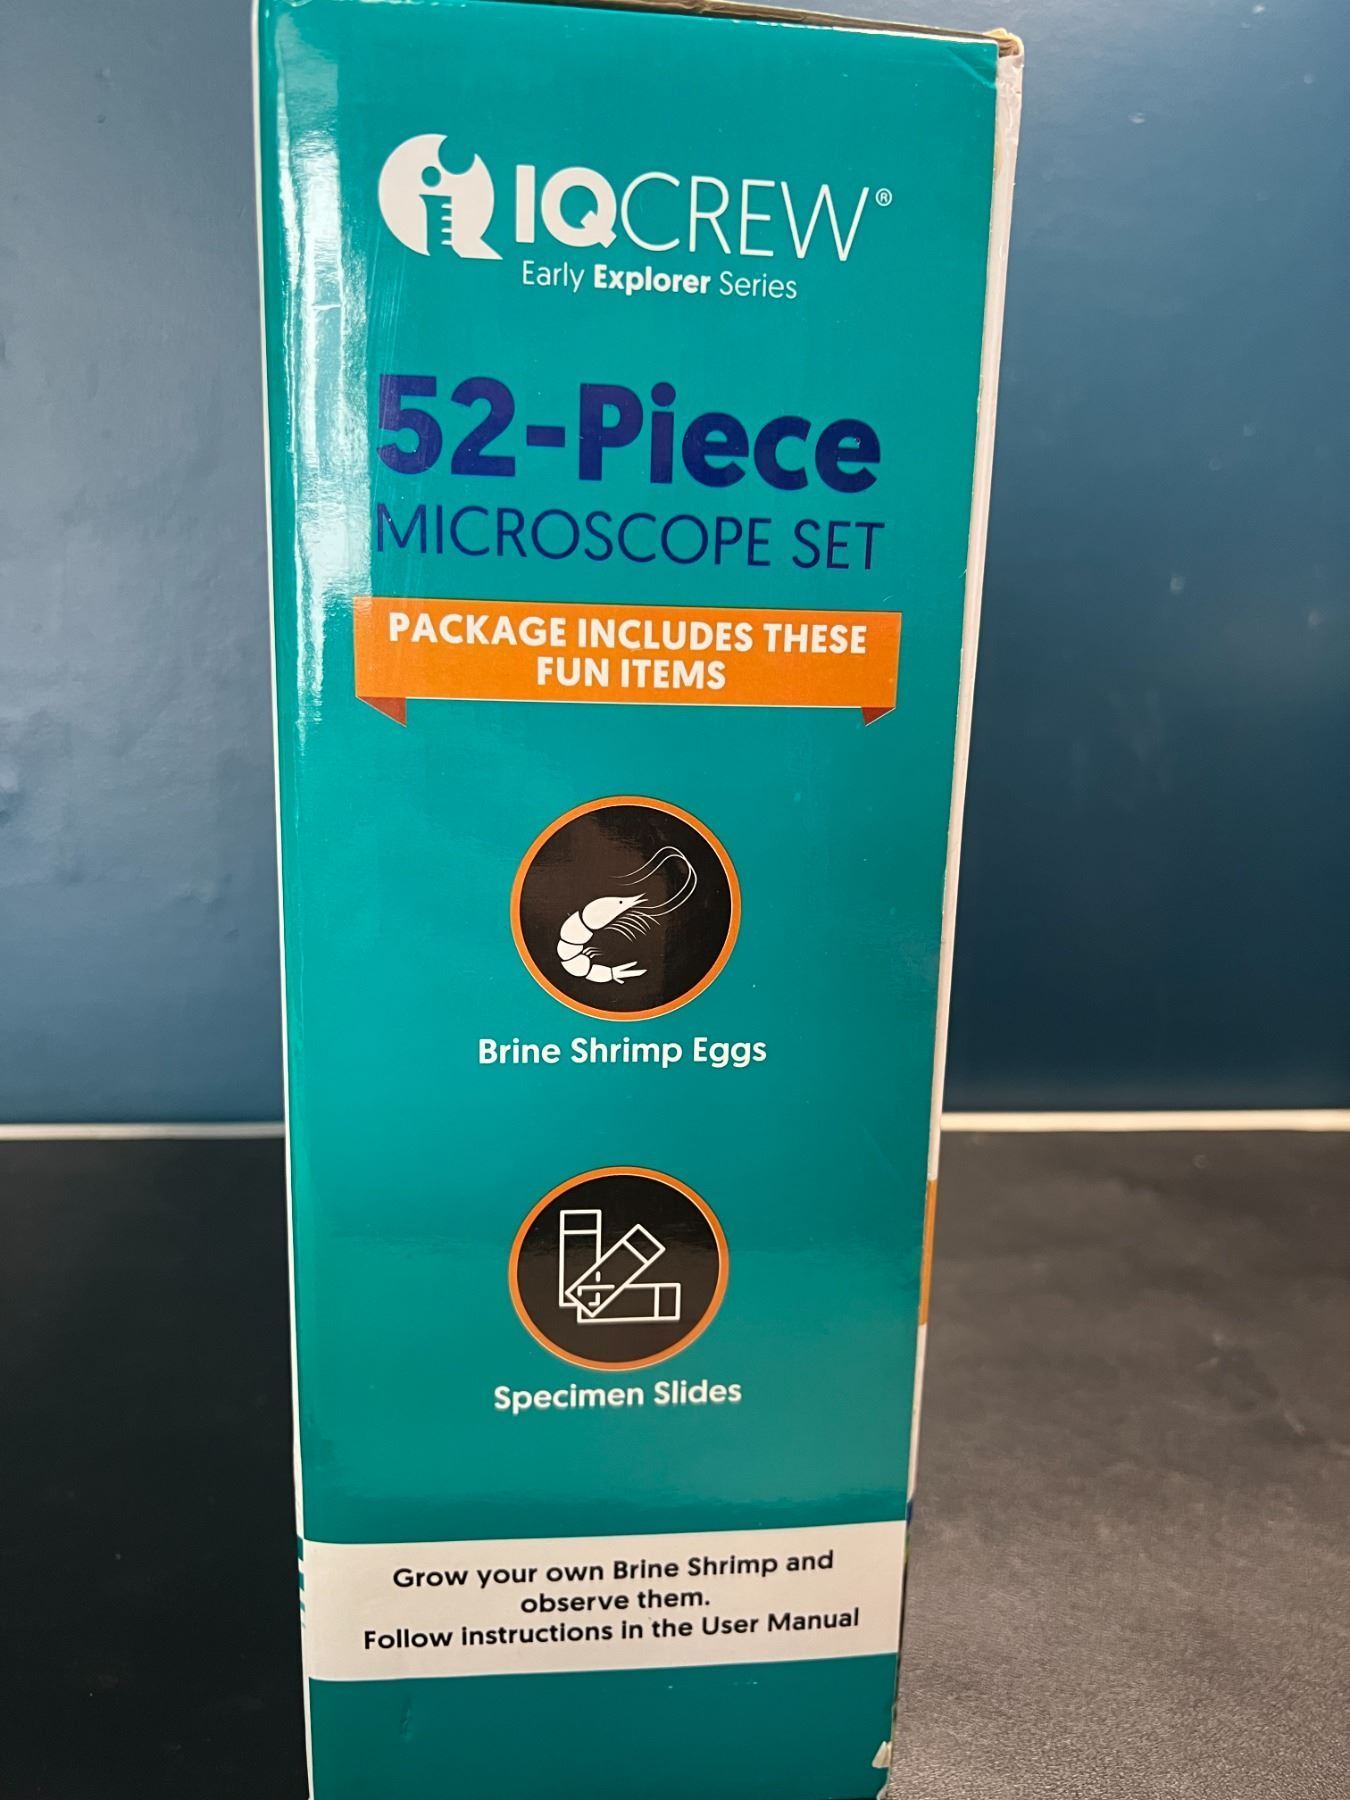 IQCREW®
Early Explorer Series
52-Piece
MICROSCOPE SET
PACKAGE INCLUDES THESE
FUN ITEMS
Brine Shrimp Eggs
Specimen Slides
Grow your own Brine Shrimp and
observe them.
Follow instructions in the User Manual